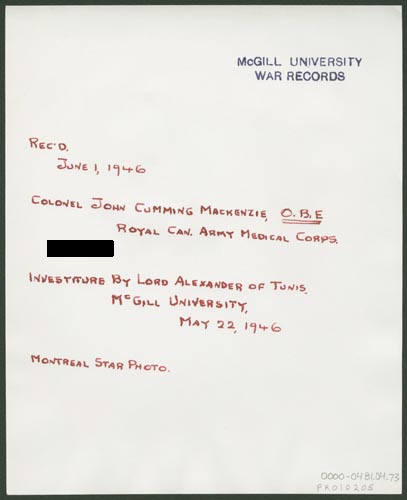 McGILL UNIVERSITY
WAR RECORDS
REC'D.
JUNE 1, 1946
COLONEL JOHN CUMMING MACKENZIE, O.B.E
ROYAL CAN. ARMY MEDICAL CORPS.
INVESTITURE BY LORD ALEXANDER OF TUNIS.
McGILL UNIVERSITY,
MAY 22, 1946
MONTREAL STAR PHOTO.
0000-0481.04.73
PR010205